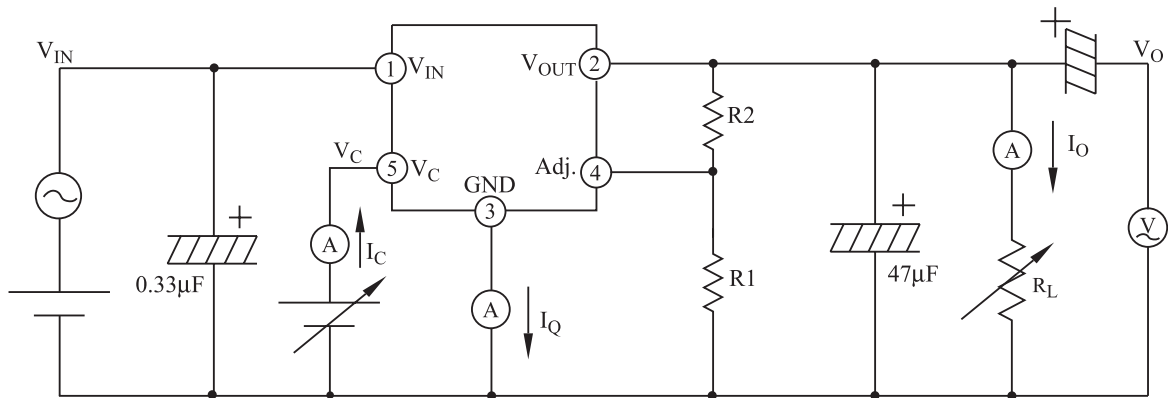 V_IN
1 V_IN
V_OUT 2
+
V_O
R2
V_C
5 V_C
Adj. 4
GND
3
A
I_O
+
0.33µF
A
I_C
R1
+
47µF
R_L
V
A
I_Q